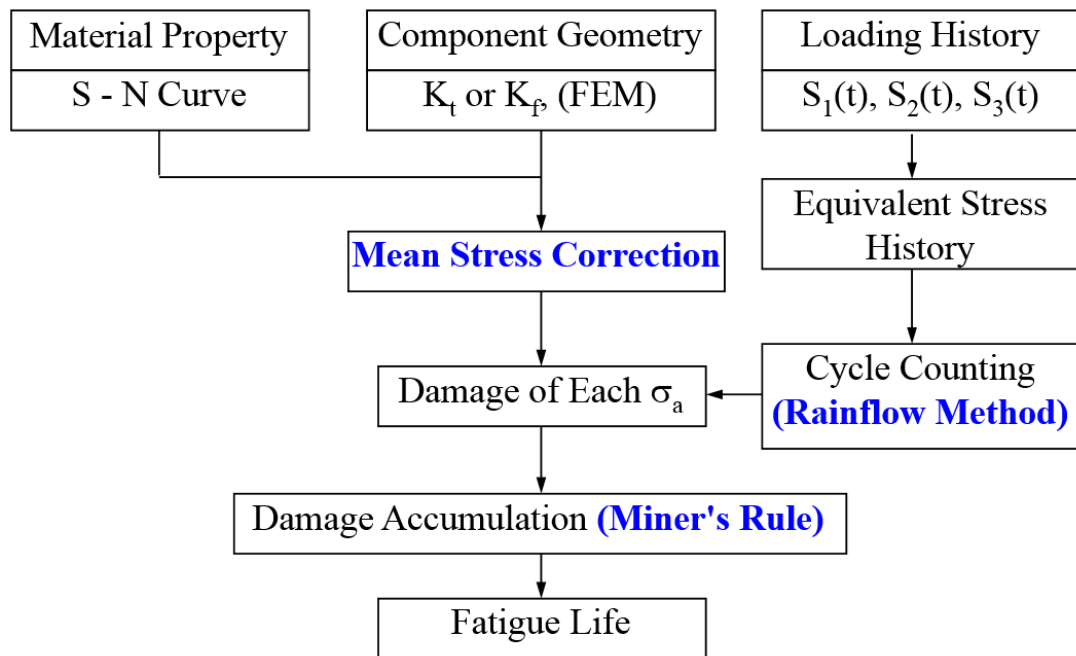 Material Property
S - N Curve
Component Geometry
Kₜ or K_f, (FEM)
Loading History
S₁(t), S₂(t), S₃(t)
Mean Stress Correction
Equivalent Stress
History
Damage of Each σₐ
Cycle Counting
(Rainflow Method)
Damage Accumulation (Miner's Rule)
Fatigue Life